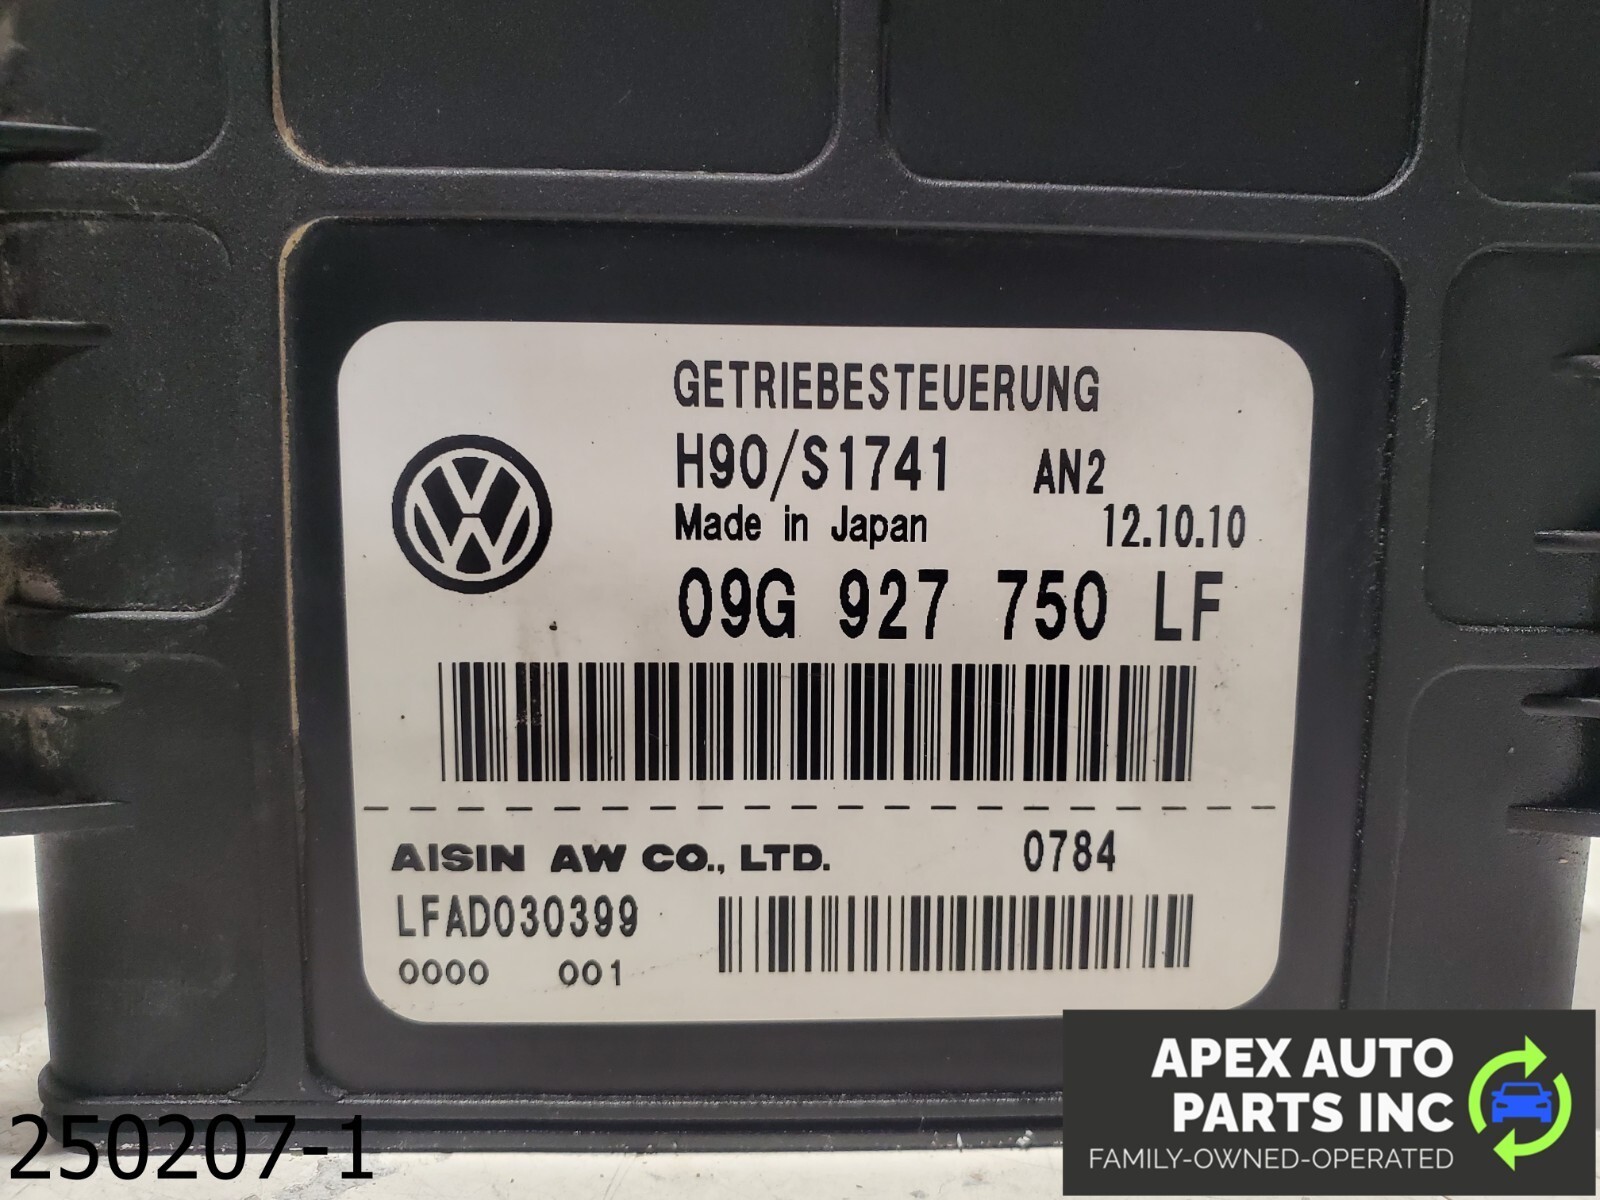 GETRIEBESTEUERUNG
H90/S1741 AN2
Made in Japan 12.10.10
09G 927 750 LF
AISIN AW CO., LTD. 0784
LFAD030399
0000 001
250207-1
APEX AUTO
PARTS INC
FAMILY-OWNED-OPERATED